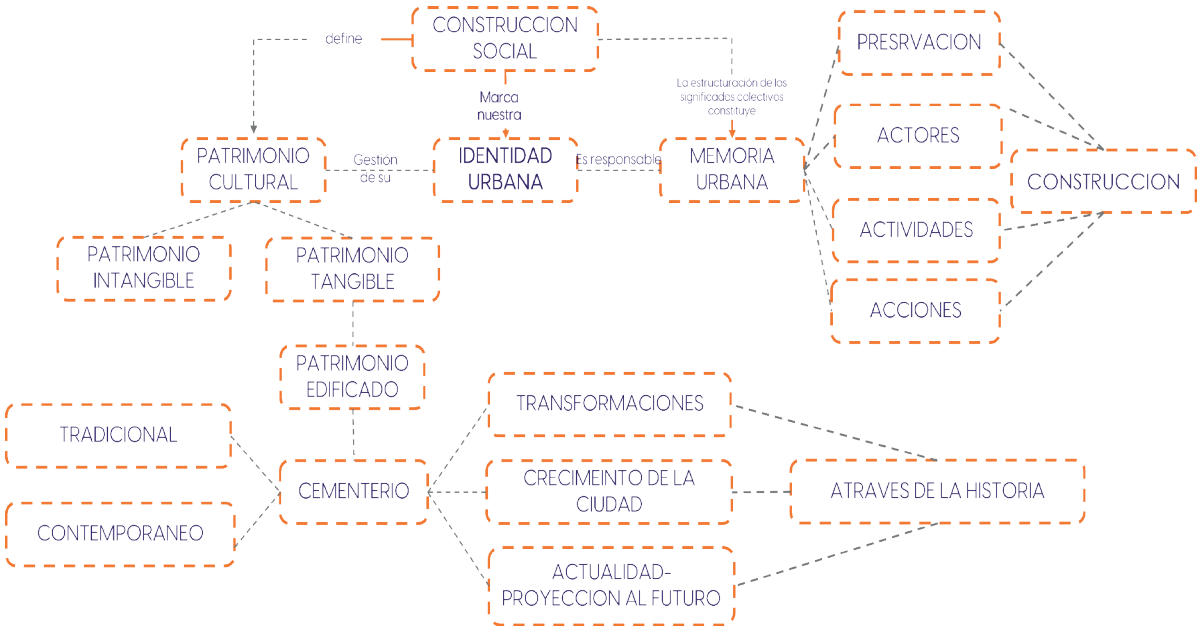 CONSTRUCCION
SOCIAL
define
Marca
nuestra
La estructuración de los
significados colectivos
constituye
PATRIMONIO
CULTURAL
Gestión
de su
IDENTIDAD
URBANA
Es responsable
MEMORIA
URBANA
PRESRVACION
ACTORES
ACTIVIDADES
ACCIONES
CONSTRUCCION
PATRIMONIO
INTANGIBLE
PATRIMONIO
TANGIBLE
PATRIMONIO
EDIFICADO
TRADICIONAL
CONTEMPORANEO
CEMENTERIO
TRANSFORMACIONES
CRECIMEINTO DE LA
CIUDAD
ACTUALIDAD-
PROYECCION AL FUTURO
ATRAVES DE LA HISTORIA